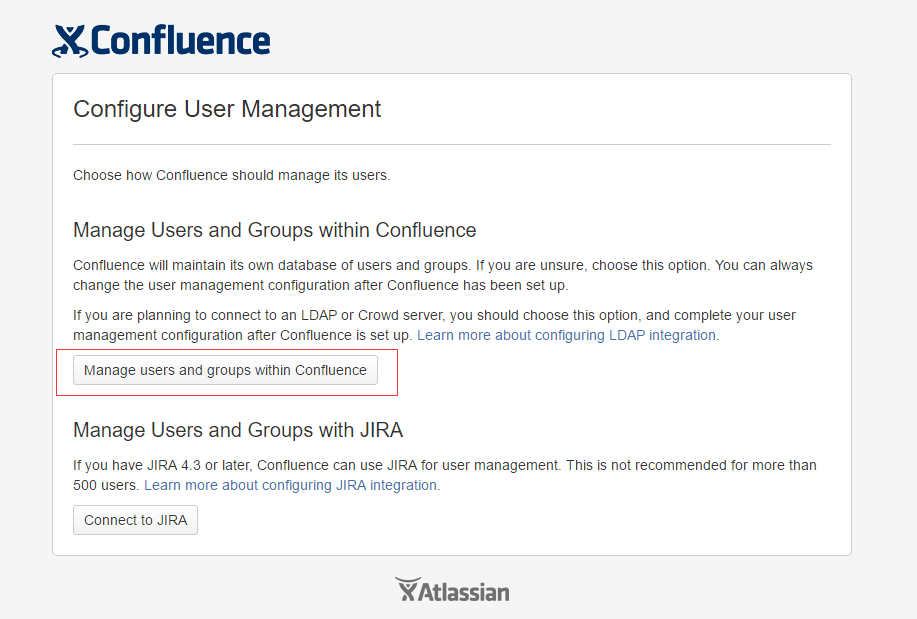 Confluence
Configure User Management
Choose how Confluence should manage its users.
Manage Users and Groups within Confluence
Confluence will maintain its own database of users and groups. If you are unsure, choose this option. You can always
change the user management configuration after Confluence has been set up.
If you are planning to connect to an LDAP or Crowd server, you should choose this option, and complete your user
management configuration after Confluence is set up. Learn more about configuring LDAP integration.
Manage users and groups within Confluence
Manage Users and Groups with JIRA
If you have JIRA 4.3 or later, Confluence can use JIRA for user management. This is not recommended for more than
500 users. Learn more about configuring JIRA integration.
Connect to JIRA
Atlassian